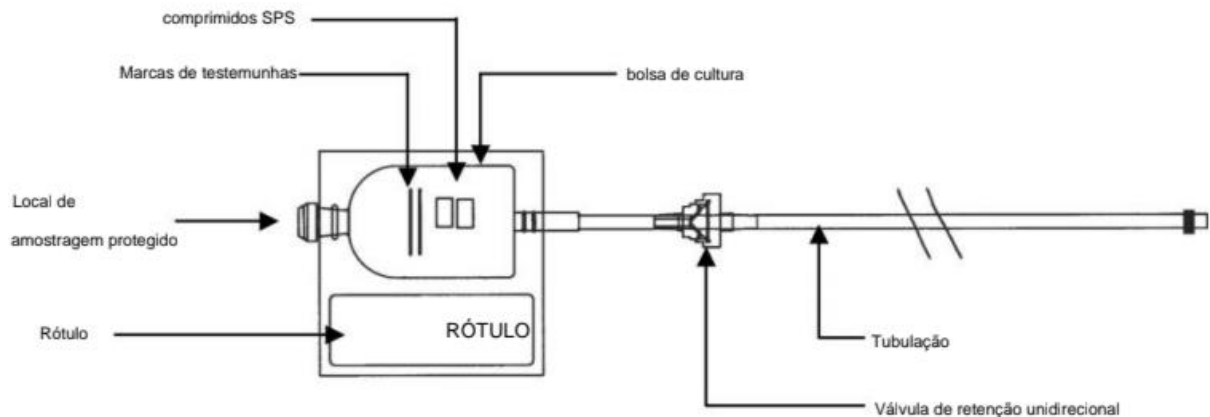 comprimidos SPS
Marcas de testemunhas
bolsa de cultura
Local de
amostragem protegido
Rótulo
RÓTULO
Tubulação
Válvula de retenção unidirecional